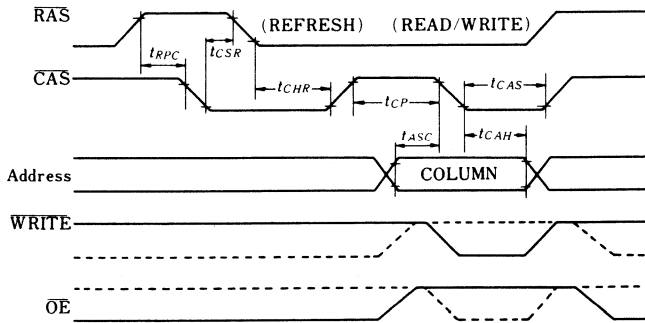 RAS (REFRESH) (READ/WRITE)
tRPC tCSR
CAS tCHR tCP tCAS
tASC tCAH
Address COLUMN
WRITE
OE